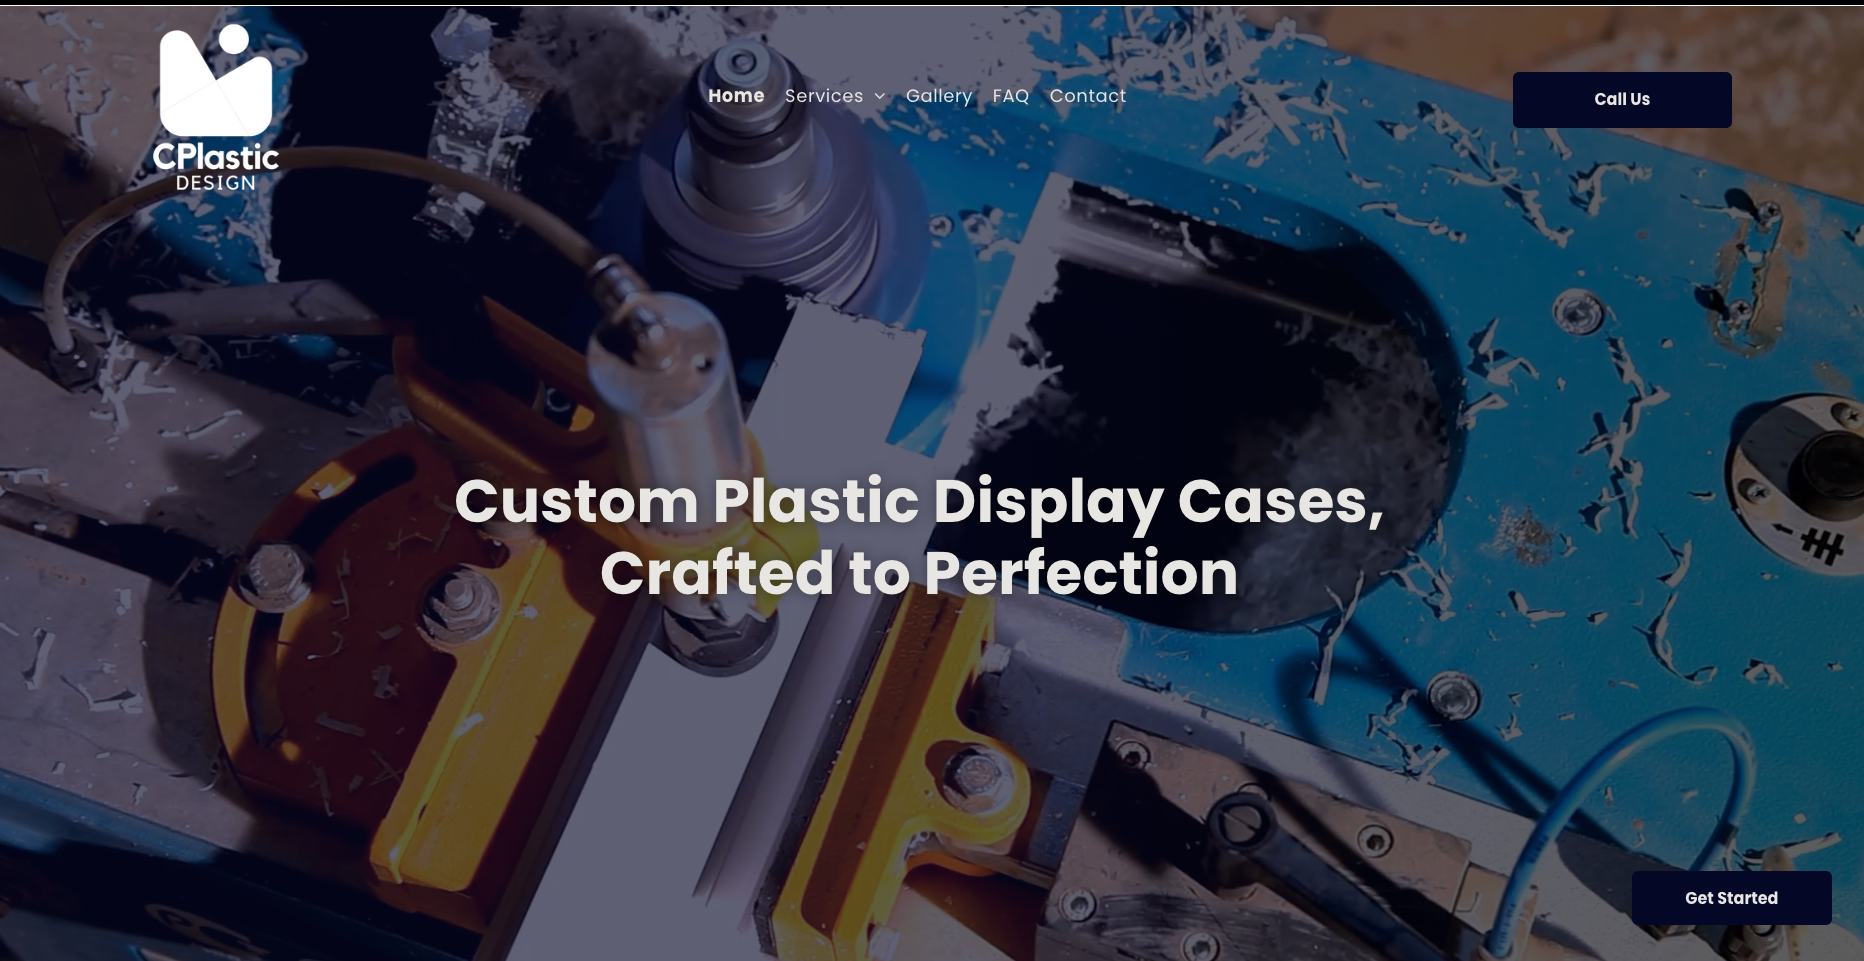 CPlastic
DESIGN
Home Services Gallery FAQ Contact
Call Us
Custom Plastic Display Cases,
Crafted to Perfection
Get Started